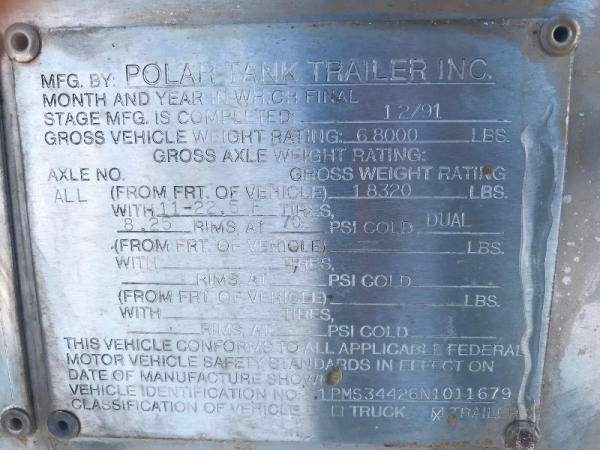 MFG. BY: POLAR TANK TRAILER INC.
MONTH AND YEAR IN WHICH FINAL
STAGE MFG. IS COMPLETED: 12/91
GROSS VEHICLE WEIGHT RATING: 68000 LBS.
GROSS AXLE WEIGHT RATING:
AXLE NO. GROSS WEIGHT RATING
ALL (FROM FRT. OF VEHICLE) 18320 LBS.
WITH 11-22.5 F TIRES,
8.25 RIMS, AT 70 PSI COLD DUAL
(FROM FRT. OF VEHICLE) LBS.
WITH TIRES,
RIMS, AT PSI COLD
(FROM FRT. OF VEHICLE) LBS.
WITH TIRES,
RIMS, AT PSI COLD
THIS VEHICLE CONFORMS TO ALL APPLICABLE FEDERAL
MOTOR VEHICLE SAFETY STANDARDS IN EFFECT ON
DATE OF MANUFACTURE SHOWN
VEHICLE IDENTIFICATION NO. 1PMS34426N1011679
CLASSIFICATION OF VEHICLE TRUCK TRAILER